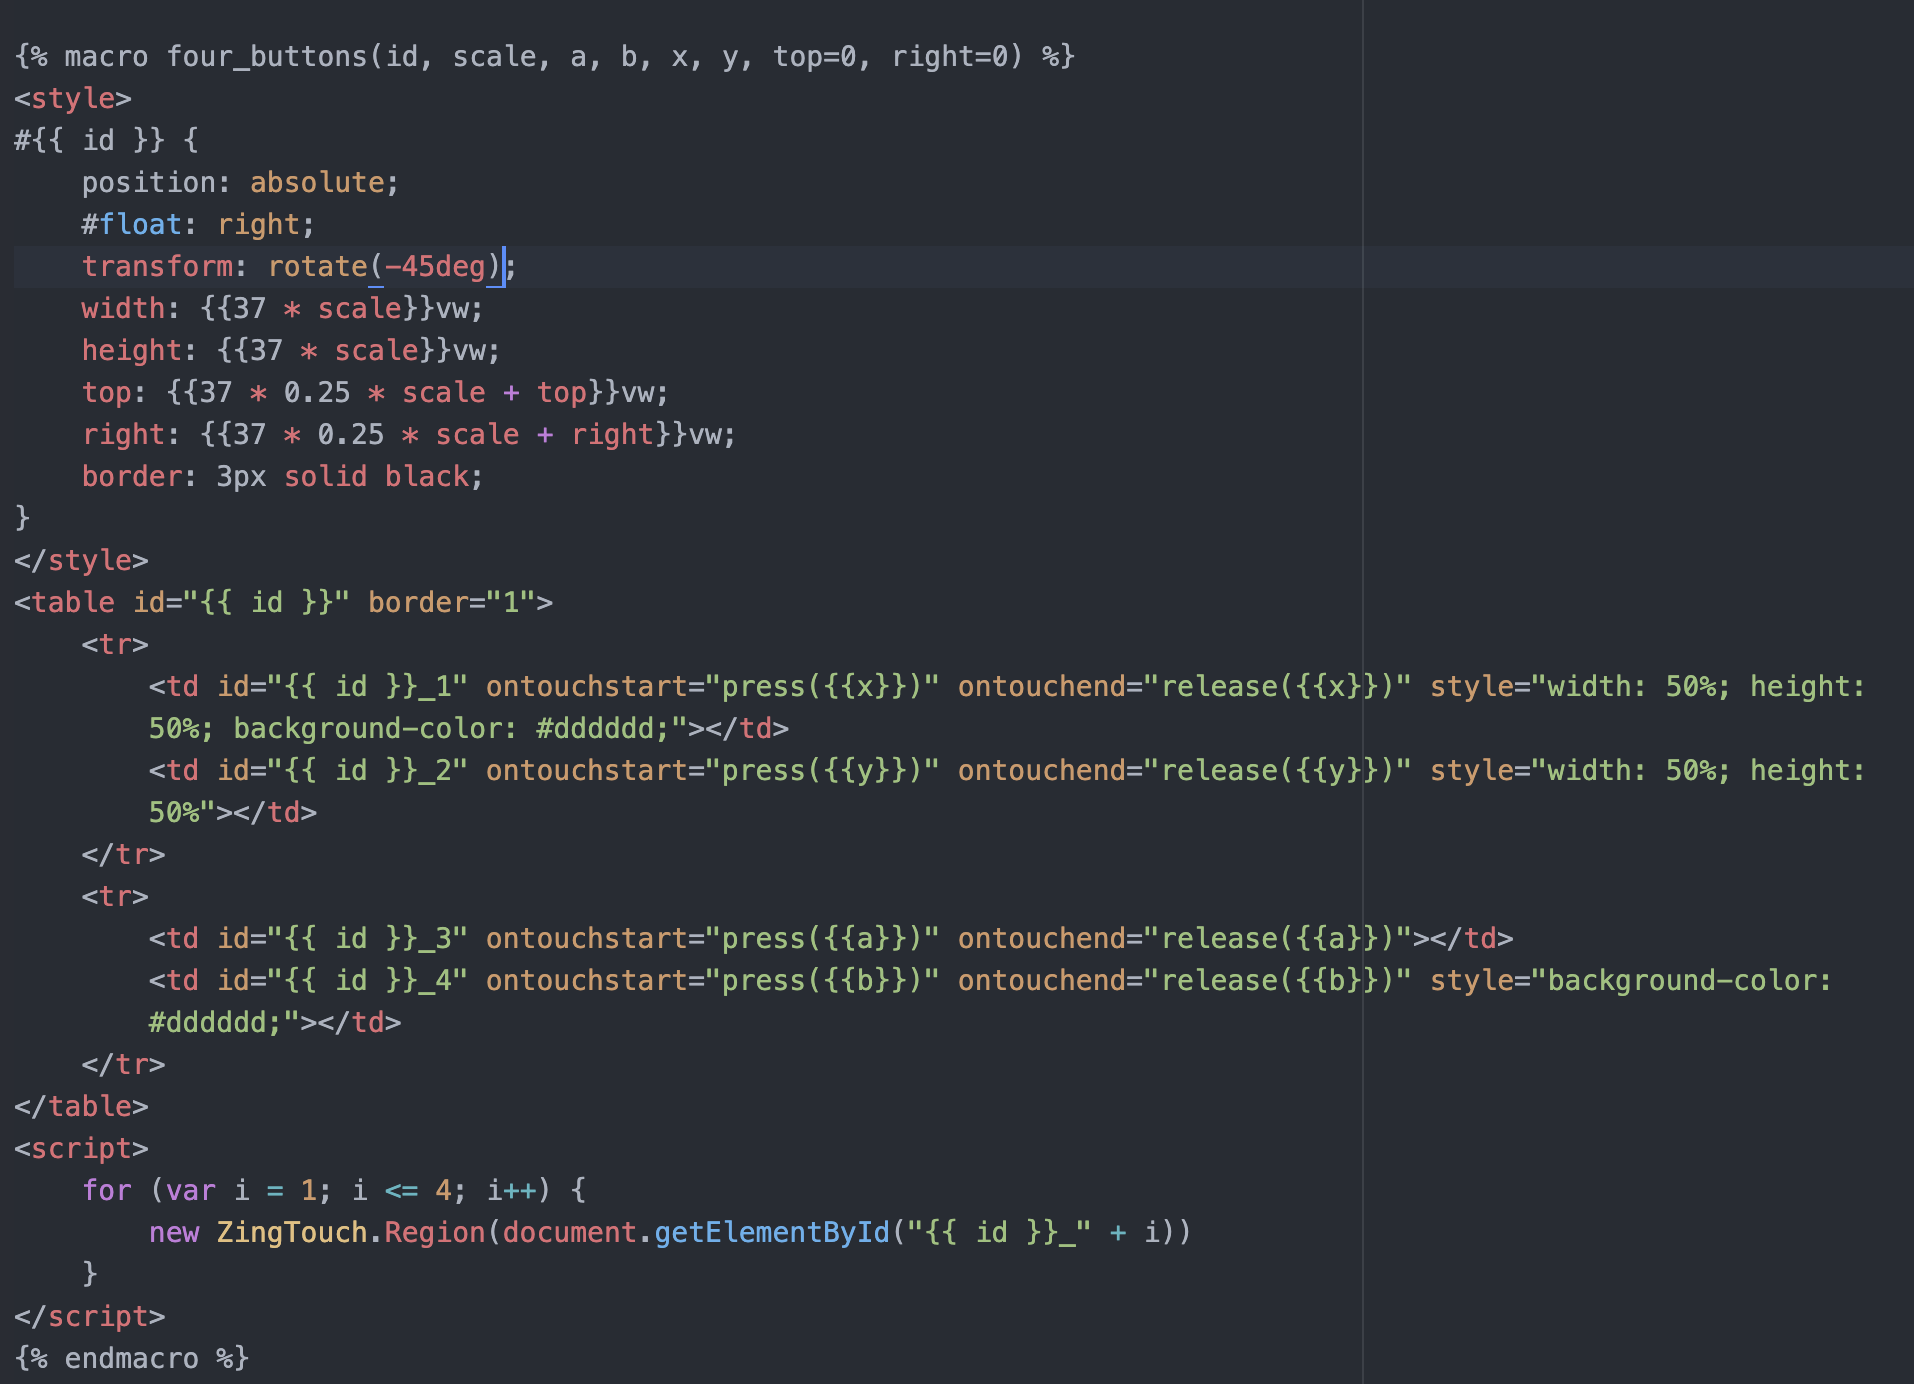 {% macro four_buttons(id, scale, a, b, x, y, top=0, right=0) %}
<style>
#{{ id }} {
    position: absolute;
    #float: right;
    transform: rotate(-45deg);
    width: {{37 * scale}}vw;
    height: {{37 * scale}}vw;
    top: {{37 * 0.25 * scale + top}}vw;
    right: {{37 * 0.25 * scale + right}}vw;
    border: 3px solid black;
}
</style>
<table id="{{ id }}" border="1">
    <tr>
        <td id="{{ id }}_1" ontouchstart="press({{x}})" ontouchend="release({{x}})" style="width: 50%; height:
        50%; background-color: #dddddd;"></td>
        <td id="{{ id }}_2" ontouchstart="press({{y}})" ontouchend="release({{y}})" style="width: 50%; height:
        50%"></td>
    </tr>
    <tr>
        <td id="{{ id }}_3" ontouchstart="press({{a}})" ontouchend="release({{a}})"></td>
        <td id="{{ id }}_4" ontouchstart="press({{b}})" ontouchend="release({{b}})" style="background-color:
        #dddddd;"></td>
    </tr>
</table>
<script>
    for (var i = 1; i <= 4; i++) {
        new ZingTouch.Region(document.getElementById("{{ id }}_" + i))
    }
</script>
{% endmacro %}